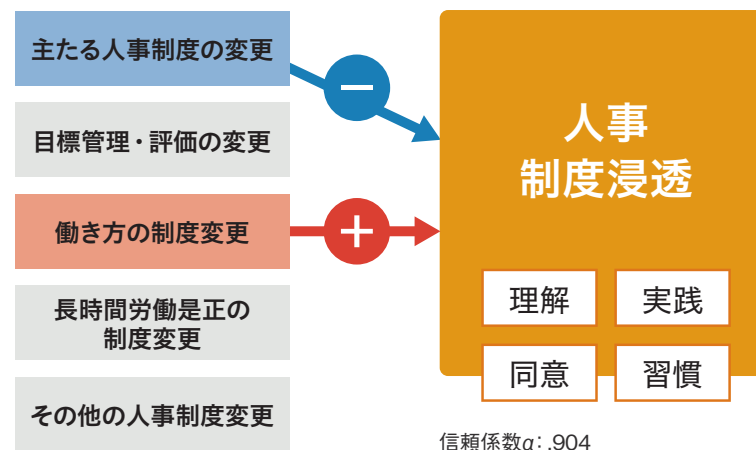 主たる人事制度の変更
目標管理・評価の変更
働き方の制度変更
長時間労働是正の
制度変更
その他の人事制度変更
−
+
人事
制度浸透
理解
実践
同意
習慣
信頼係数α: .904